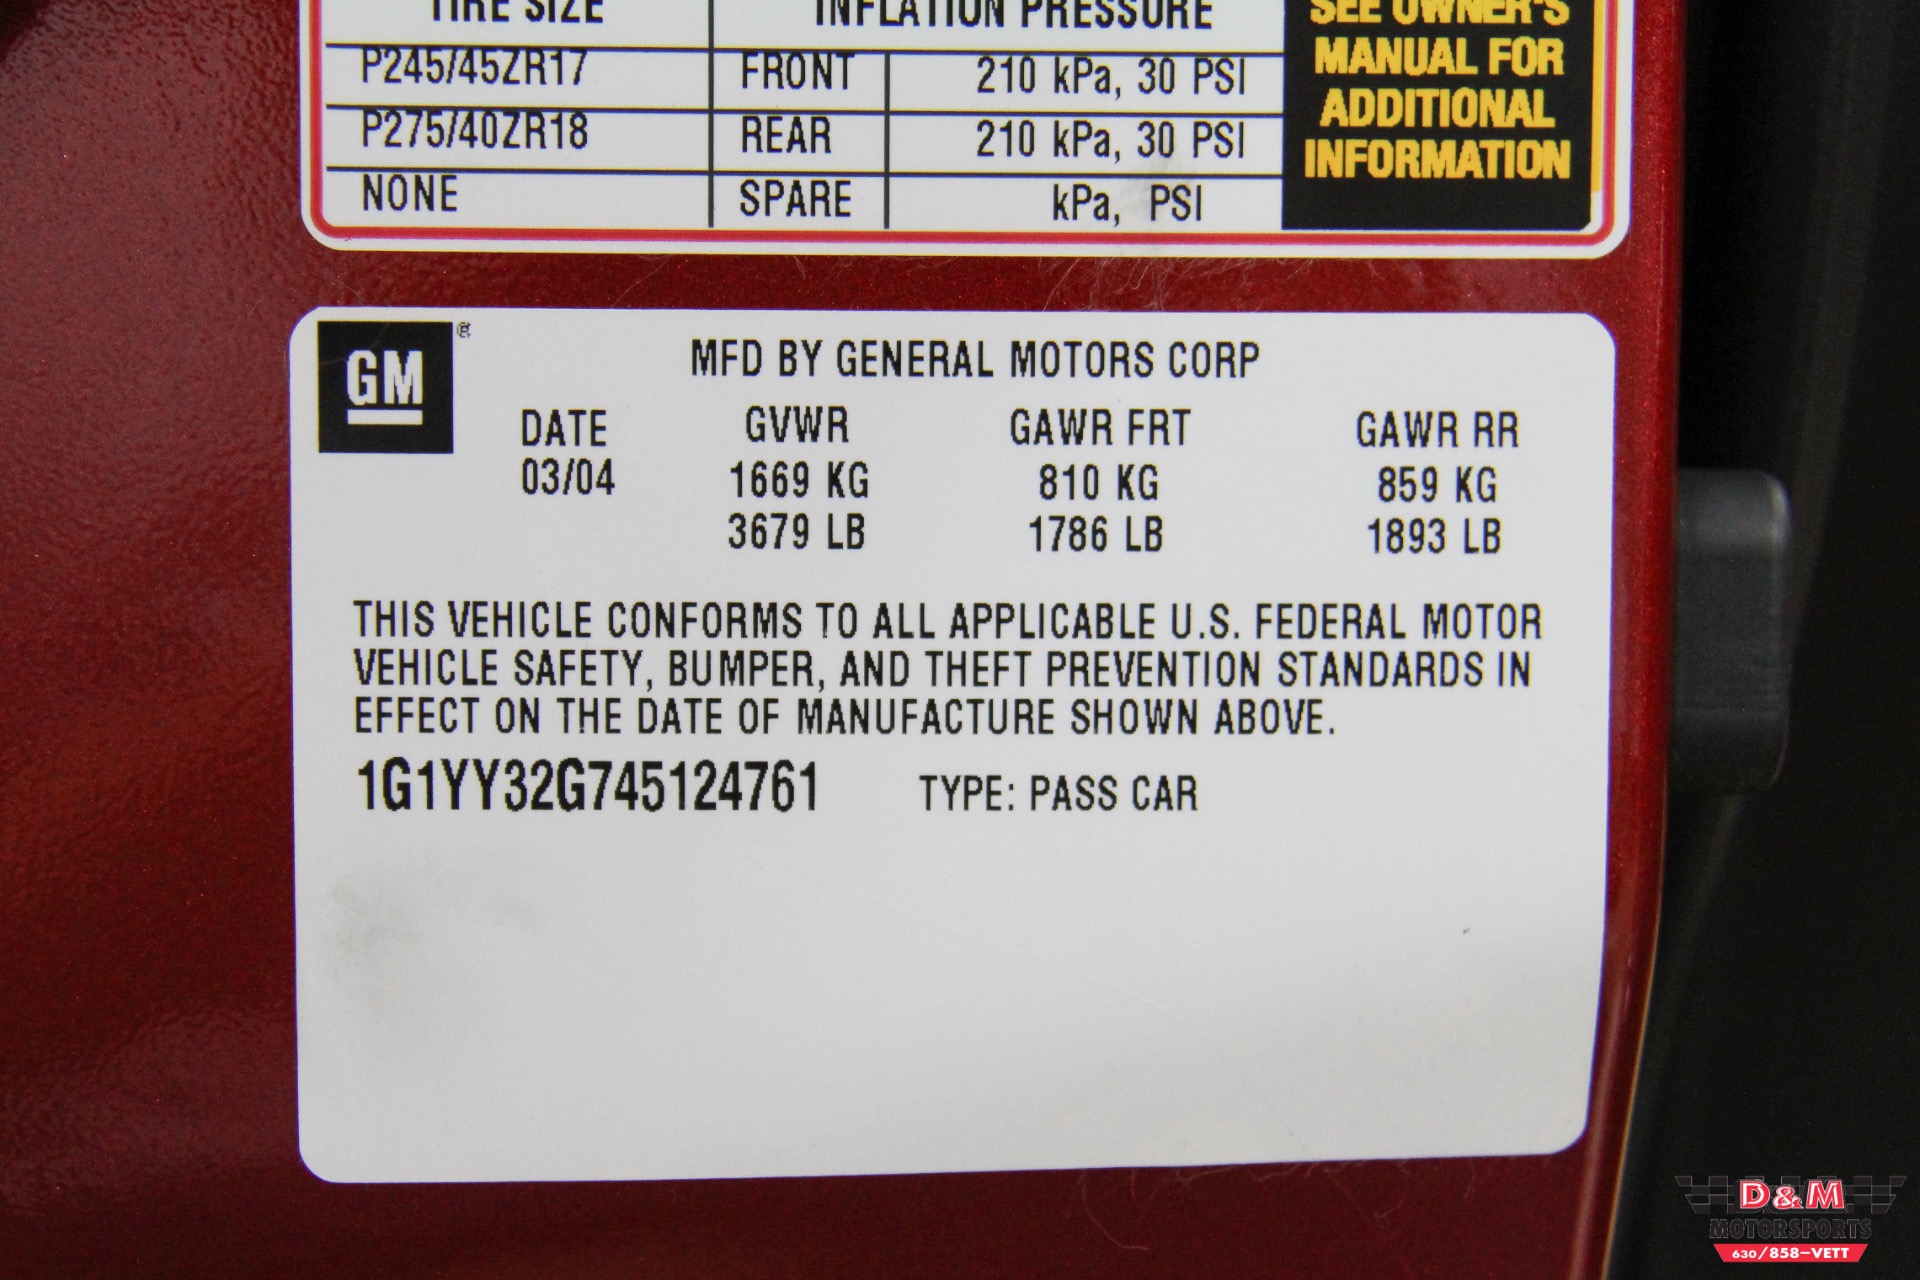 TIRE SIZE INFLATION PRESSURE
P245/45ZR17 FRONT 210 kPa, 30 PSI
P275/40ZR18 REAR 210 kPa, 30 PSI
NONE SPARE kPa, PSI
SEE OWNER'S
MANUAL FOR
ADDITIONAL
INFORMATION
GM®
MFD BY GENERAL MOTORS CORP
DATE GVWR GAWR FRT GAWR RR
03/04 1669 KG 810 KG 859 KG
3679 LB 1786 LB 1893 LB
THIS VEHICLE CONFORMS TO ALL APPLICABLE U.S. FEDERAL MOTOR
VEHICLE SAFETY, BUMPER, AND THEFT PREVENTION STANDARDS IN
EFFECT ON THE DATE OF MANUFACTURE SHOWN ABOVE.
1G1YY32G745124761 TYPE: PASS CAR
D&M
MOTORSPORTS
630/858-VETT